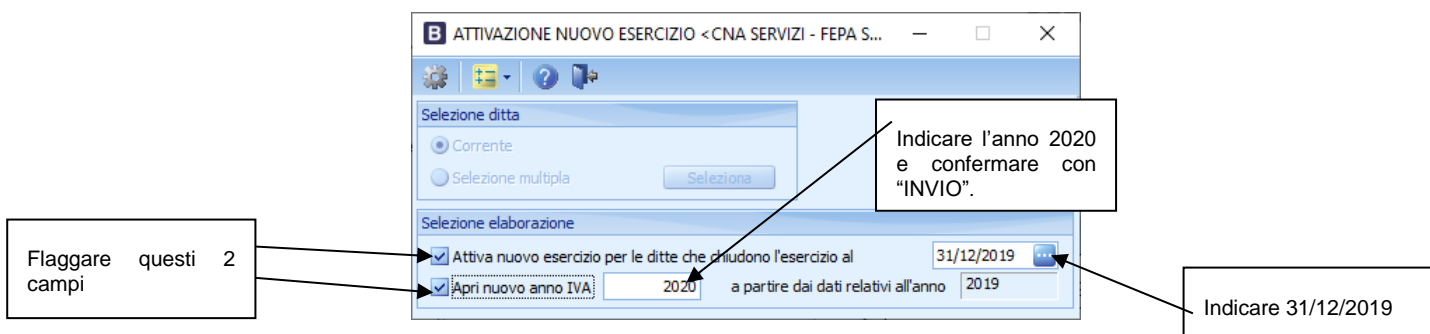 B ATTIVAZIONE NUOVO ESERCIZIO <CNA SERVIZI - FEPA S...
Selezione ditta
Corrente
Selezione multipla Seleziona
Indicare l’anno 2020
e confermare con
“INVIO”.
Selezione elaborazione
Flaggare questi 2
campi
Attiva nuovo esercizio per le ditte che chiudono l'esercizio al 31/12/2019 ...
Apri nuovo anno IVA 2020 a partire dai dati relativi all'anno 2019
Indicare 31/12/2019